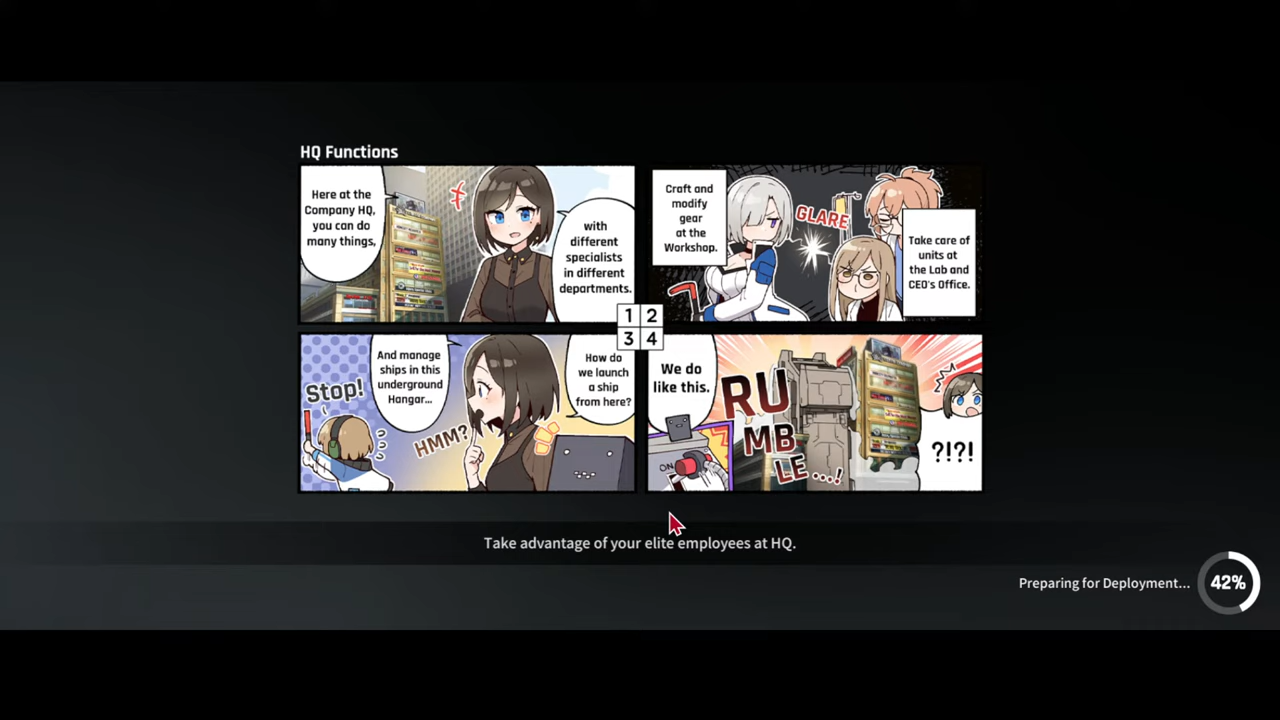 HQ Functions
Here at the
Company HQ,
you can do
many things,
with
different
specialists
in different
departments.
Craft and
modify
gear
at the
Workshop.
GLARE
Take care of
units at
the Lab and
CEO's Office.
1 2
3 4
Stop!
And manage
ships in this
underground
Hangar...
HMM?
How do
we launch
a ship
from here?
We do
like this.
ON
RU
MB
LE...!
?!?!
Take advantage of your elite employees at HQ.
Preparing for Deployment...
42%